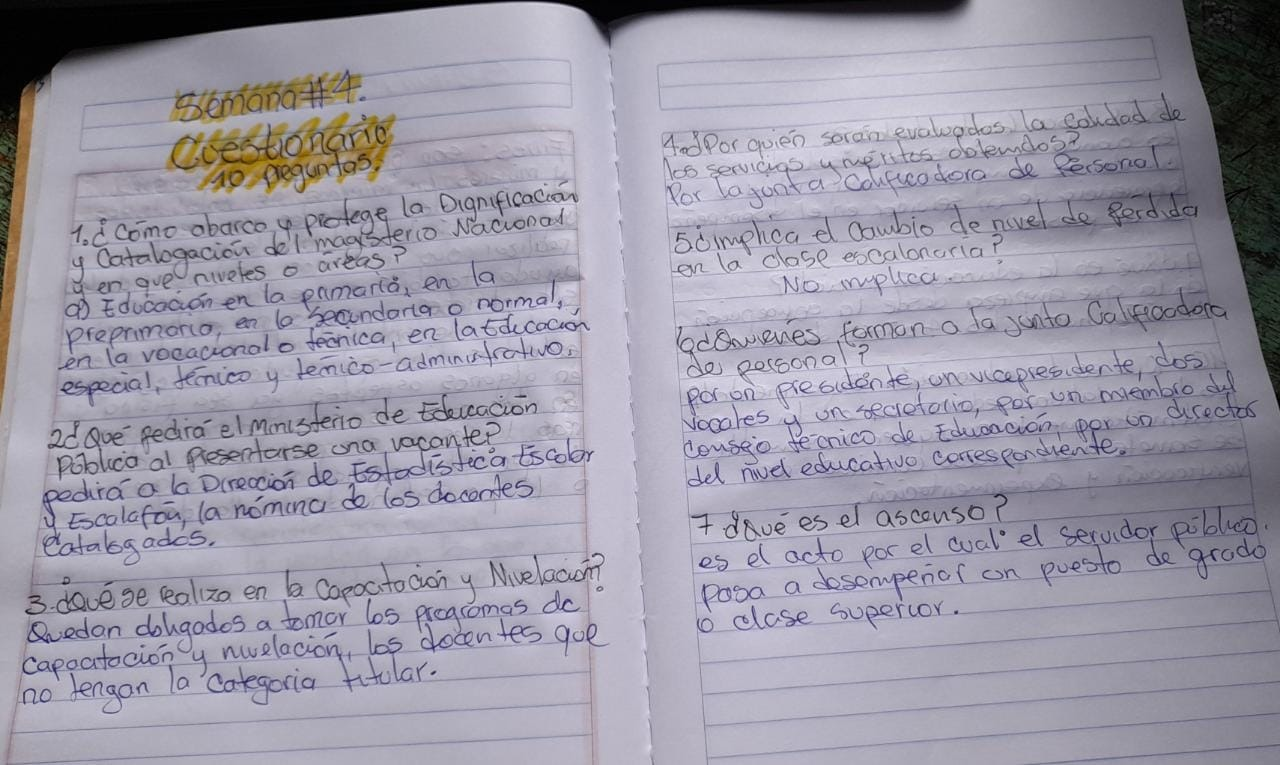 Semana #4.
Cuestionario
10 preguntas.
1. ¿Cómo abarco y protege la Dignificación
y Catalogación del magisterio Nacional
y en que niveles o áreas?
a) Educación en la primaria, en la
preprimaria, en la secundaria o normal,
en la vocacional o técnica, en la Educación
especial, técnico y técnico-administrativo.
2¿Qué pedirá el Ministerio de Educación
Pública al Presentarse una vacante?
pedirá a la Dirección de Estadística Escolar
y Escalafón, la nómina de los docentes
Catalogados.
3. ¿Qué se realiza en la Capacitación y Nivelación?
Quedan obligados a tomar los programas de
capacitación y nivelación, los docentes que
no tengan la categoría titular.
4. ¿Por quién serán evaluadas la calidad de
los servicios y méritos obtenidos?
Por la junta Calificadora de Personal.
5¿implica el cambio de nivel de Pérdida
en la clase escalonaria?
No implica.
6¿Quienés forman a la junta Calificadora
de personal?
por un presidente, un vicepresidente, dos
vocales y un secretario, por un miembro del
Consejo técnico de Educación, por un director
del nivel educativo correspondiente.
7 ¿Qué es el ascenso?
es el acto por el cual el servidor público
pasa a desempeñar un puesto de grado
o clase superior.